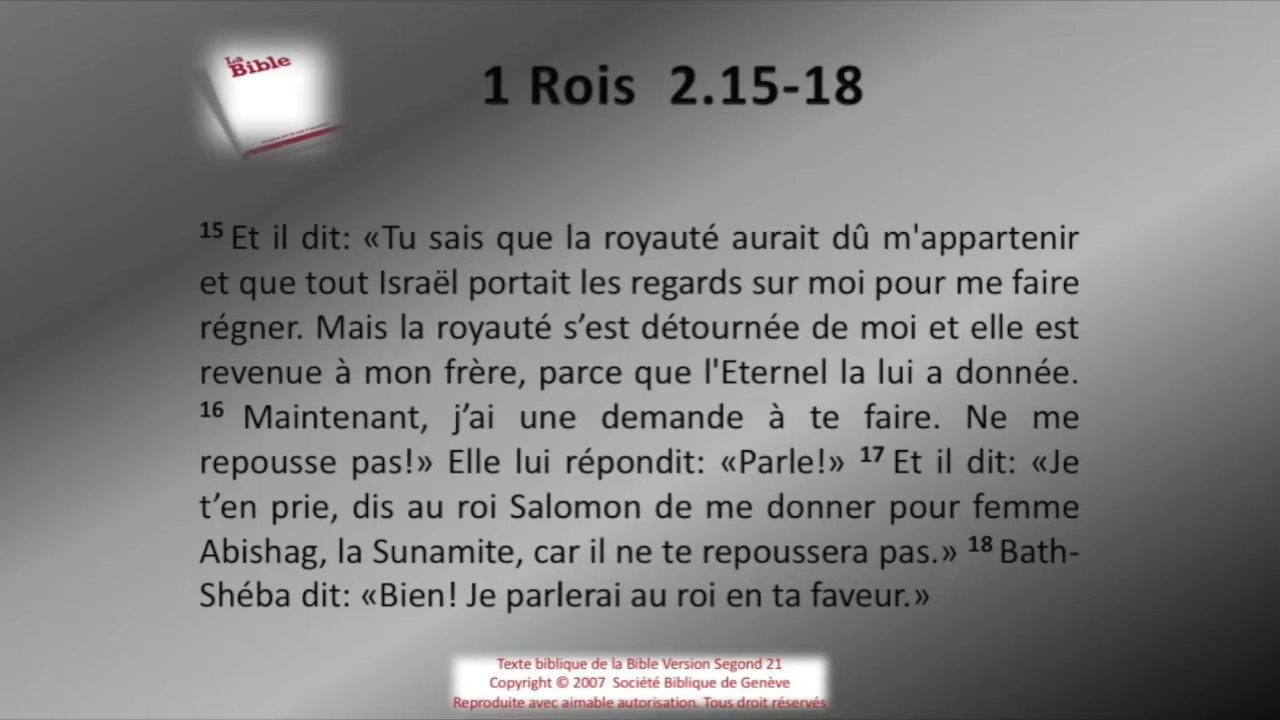 La
Bible
1 Rois 2.15-18
15 Et il dit: «Tu sais que la royauté aurait dû m'appartenir
et que tout Israël portait les regards sur moi pour me faire
régner. Mais la royauté s’est détournée de moi et elle est
revenue à mon frère, parce que l'Eternel la lui a donnée.
16 Maintenant, j’ai une demande à te faire. Ne me
repousse pas!» Elle lui répondit: «Parle!» 17 Et il dit: «Je
t’en prie, dis au roi Salomon de me donner pour femme
Abishag, la Sunamite, car il ne te repoussera pas.» 18 Bath-
Shéba dit: «Bien! Je parlerai au roi en ta faveur.»
Texte biblique de la Bible Version Segond 21
Copyright © 2007 Société Biblique de Genève
Reproduite avec aimable autorisation. Tous droit réservés